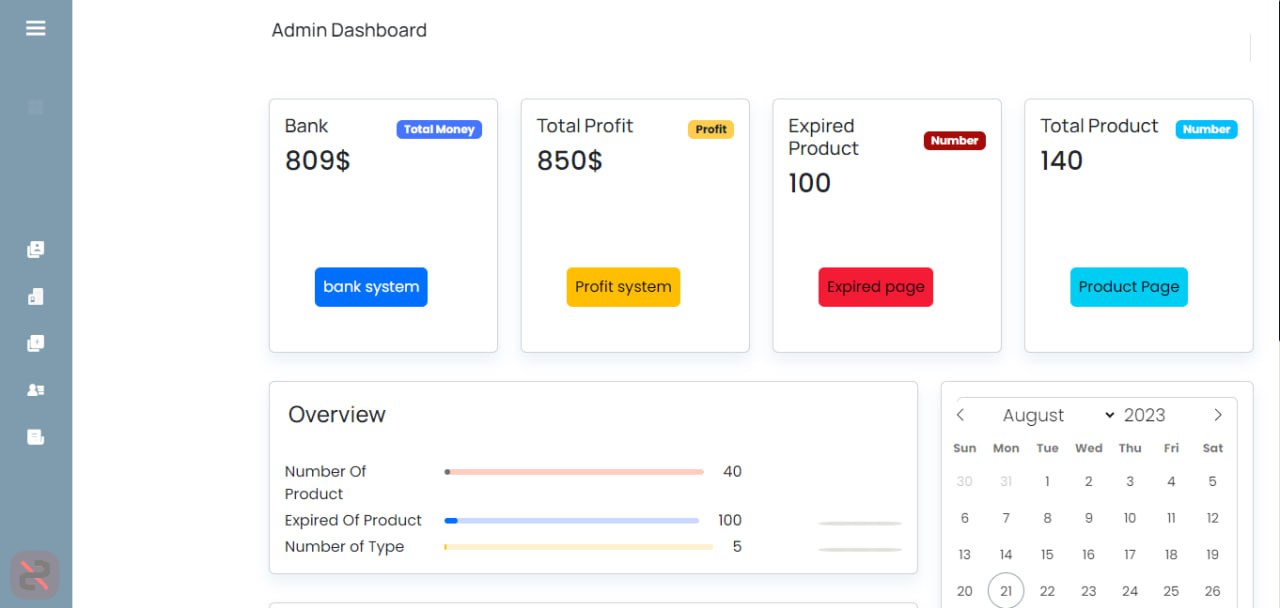 Admin Dashboard
Bank
Total Money
809$
bank system
Total Profit
Profit
850$
Profit system
Expired
Product
Number
100
Expired page
Total Product
Number
140
Product Page
Overview
Number Of
Product
40
Expired Of Product
100
Number of Type
5
August 2023
Sun Mon Tue Wed Thu Fri Sat
30 31 1 2 3 4 5
6 7 8 9 10 11 12
13 14 15 16 17 18 19
20 21 22 23 24 25 26